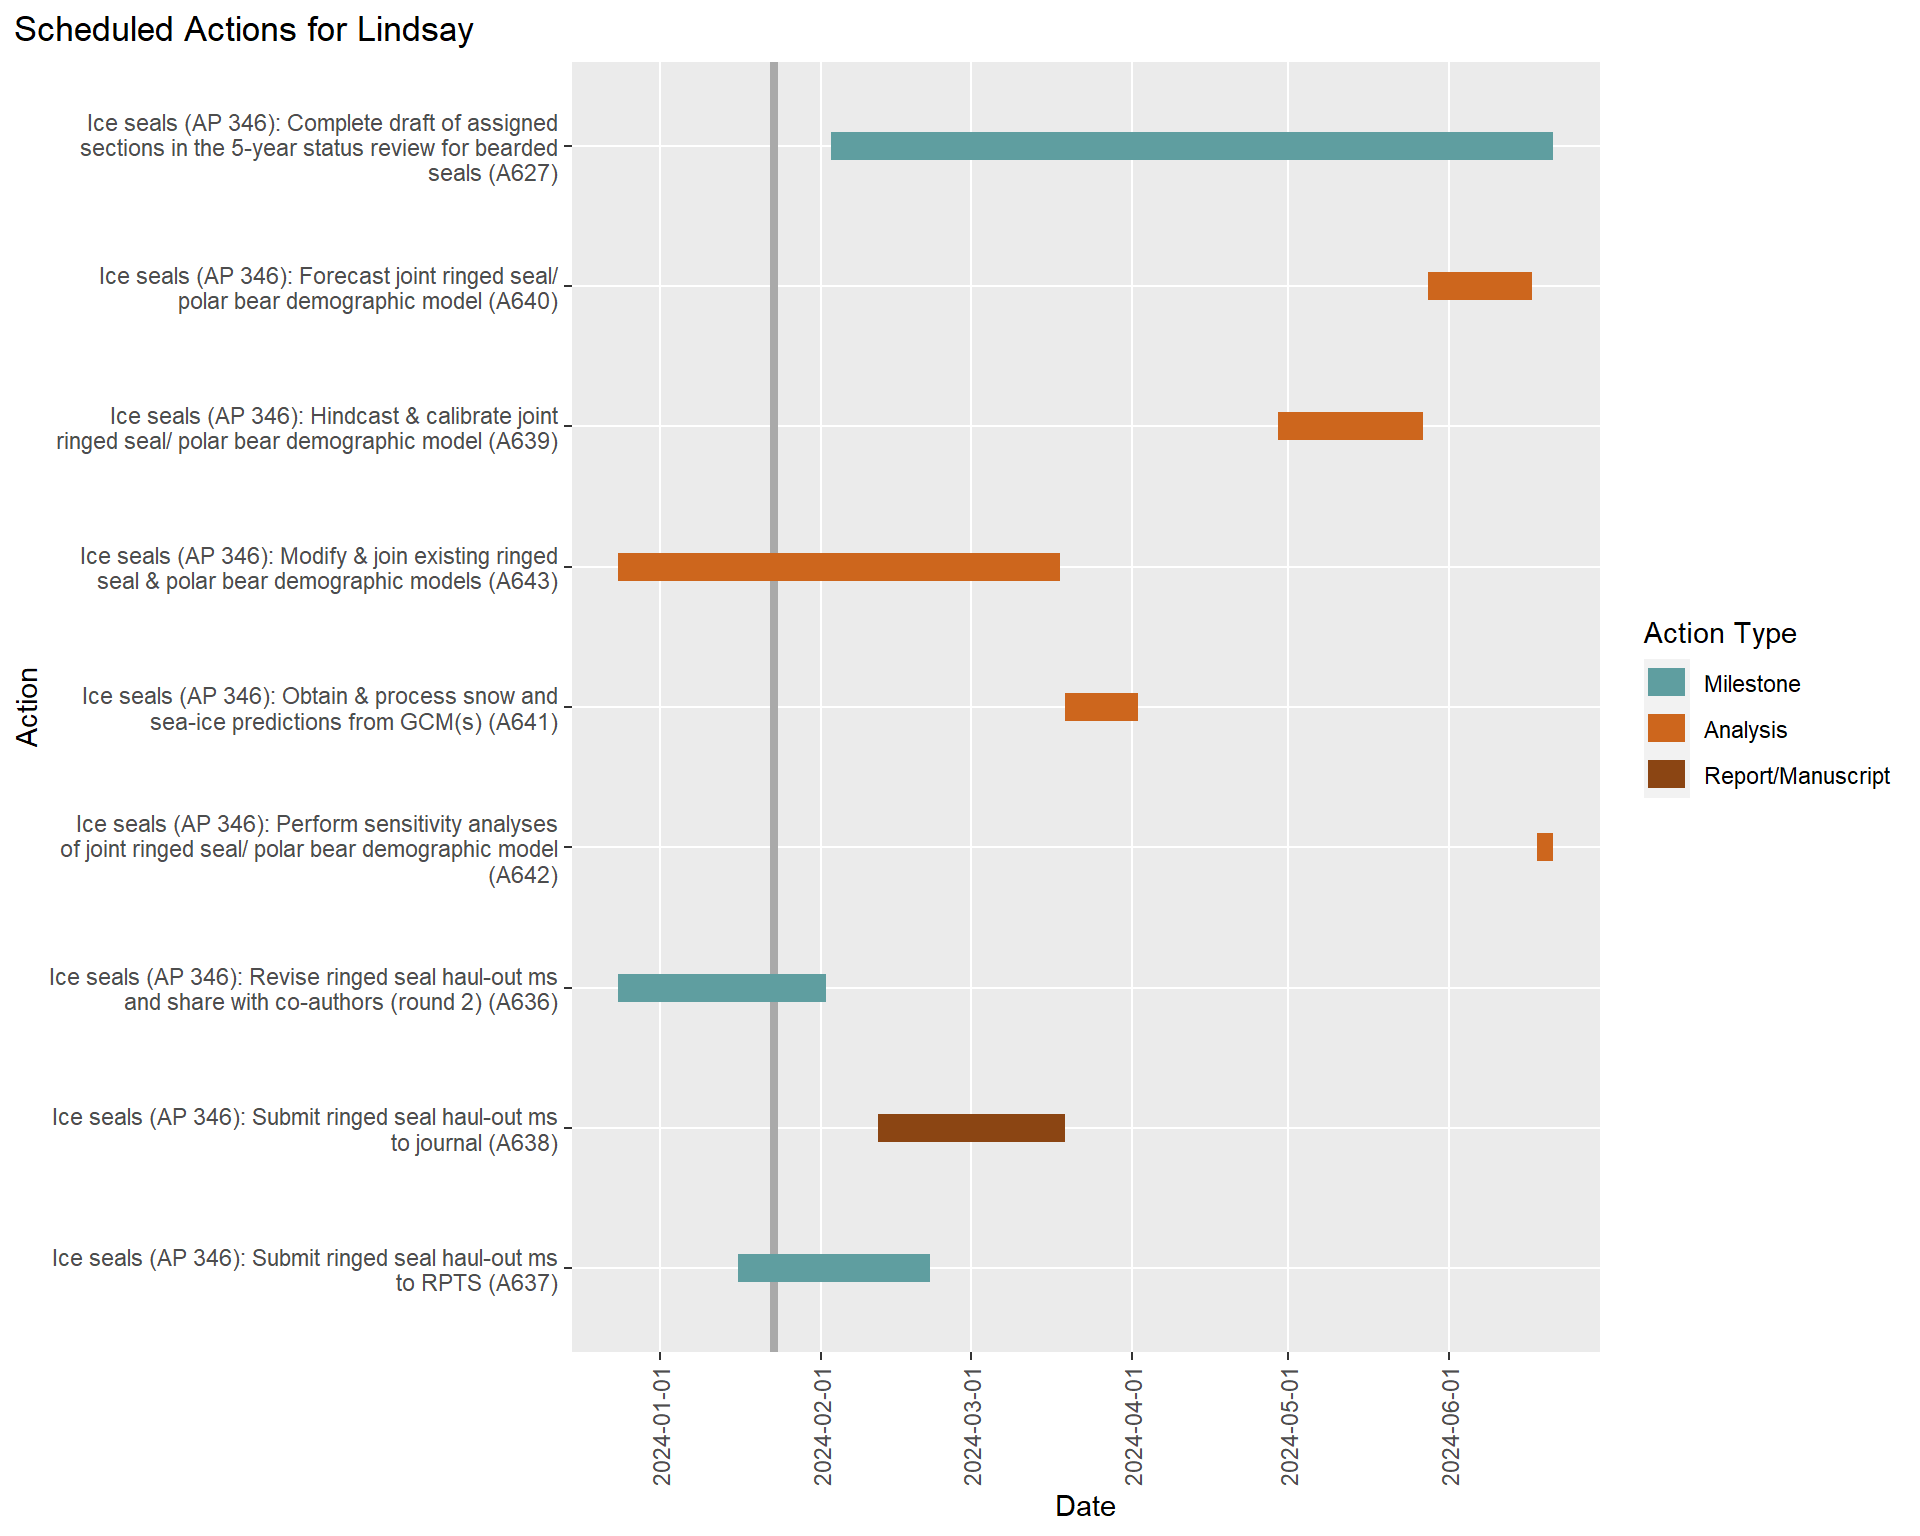 Scheduled Actions for Lindsay
Ice seals (AP 346): Complete draft of assigned
sections in the 5-year status review for bearded
seals (A627)
Ice seals (AP 346): Forecast joint ringed seal/
polar bear demographic model (A640)
Ice seals (AP 346): Hindcast & calibrate joint
ringed seal/ polar bear demographic model (A639)
Ice seals (AP 346): Modify & join existing ringed
seal & polar bear demographic models (A643)
Ice seals (AP 346): Obtain & process snow and
sea-ice predictions from GCM(s) (A641)
Ice seals (AP 346): Perform sensitivity analyses
of joint ringed seal/ polar bear demographic model
(A642)
Ice seals (AP 346): Revise ringed seal haul-out ms
and share with co-authors (round 2) (A636)
Ice seals (AP 346): Submit ringed seal haul-out ms
to journal (A638)
Ice seals (AP 346): Submit ringed seal haul-out ms
to RPTS (A637)
Action
2024-01-01
2024-02-01
2024-03-01
2024-04-01
2024-05-01
2024-06-01
Date
Action Type
Milestone
Analysis
Report/Manuscript